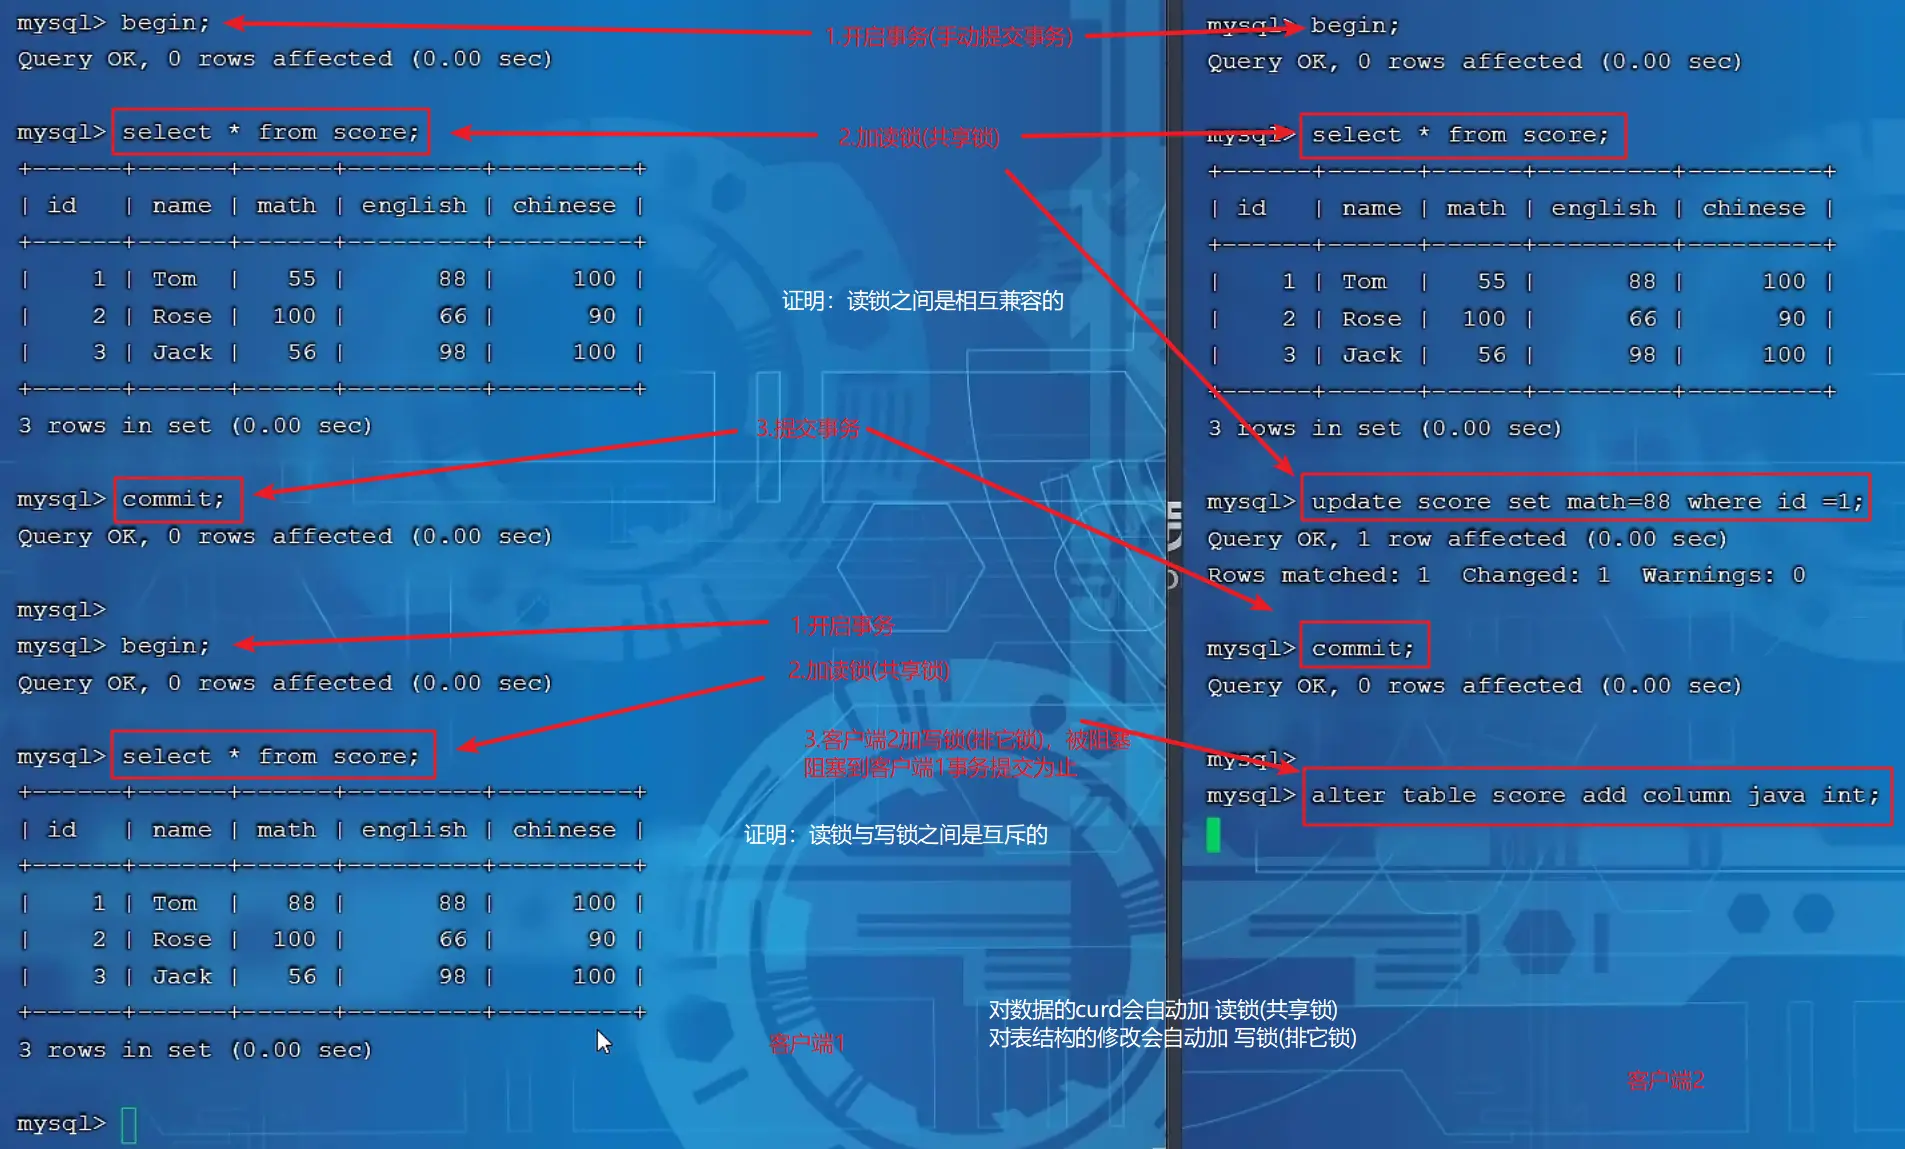 mysql> begin;
Query OK, 0 rows affected (0.00 sec)
mysql> select * from score;
+------+------+------+---------+---------+
| id   | name | math | english | chinese |
+------+------+------+---------+---------+
|    1 | Tom  |   55 |      88 |     100 |
|    2 | Rose |  100 |      66 |      90 |
|    3 | Jack |   56 |      98 |     100 |
+------+------+------+---------+---------+
3 rows in set (0.00 sec)
mysql> commit;
Query OK, 0 rows affected (0.00 sec)
mysql>
mysql> begin;
Query OK, 0 rows affected (0.00 sec)
mysql> select * from score;
+------+------+------+---------+---------+
| id   | name | math | english | chinese |
+------+------+------+---------+---------+
|    1 | Tom  |   88 |      88 |     100 |
|    2 | Rose |  100 |      66 |      90 |
|    3 | Jack |   56 |      98 |     100 |
+------+------+------+---------+---------+
3 rows in set (0.00 sec)
mysql>
1.开启事务(手动提交事务)
2.加读锁(共享锁)
证明：读锁之间是相互兼容的
3.提交事务
1.开启事务
2.加读锁(共享锁)
3.客户端2加写锁(排它锁)，被阻塞
阻塞到客户端1事务提交为止
证明：读锁与写锁之间是互斥的
对数据的curd会自动加 读锁(共享锁)
对表结构的修改会自动加 写锁(排它锁)
客户端1
mysql> begin;
Query OK, 0 rows affected (0.00 sec)
mysql> select * from score;
+------+------+------+---------+---------+
| id   | name | math | english | chinese |
+------+------+------+---------+---------+
|    1 | Tom  |   55 |      88 |     100 |
|    2 | Rose |  100 |      66 |      90 |
|    3 | Jack |   56 |      98 |     100 |
+------+------+------+---------+---------+
3 rows in set (0.00 sec)
mysql> update score set math=88 where id =1;
Query OK, 1 row affected (0.00 sec)
Rows matched: 1  Changed: 1  Warnings: 0
mysql> commit;
Query OK, 0 rows affected (0.00 sec)
mysql>
mysql> alter table score add column java int;
客户端2